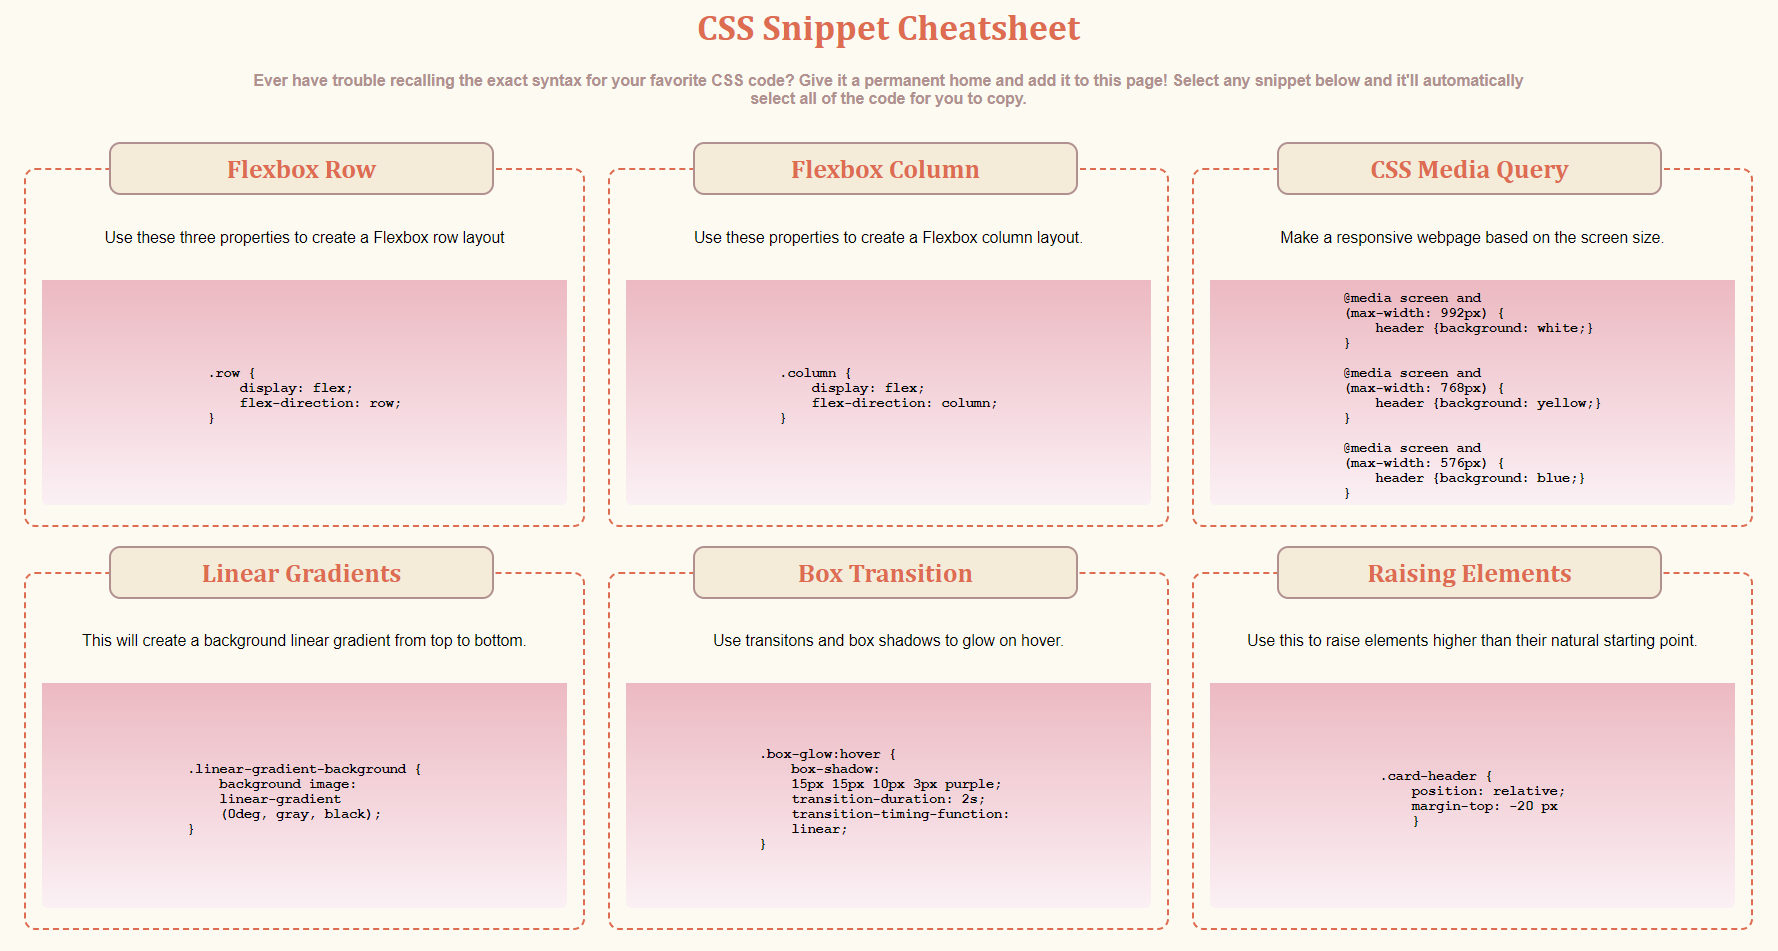 CSS Snippet Cheatsheet
Ever have trouble recalling the exact syntax for your favorite CSS code? Give it a permanent home and add it to this page! Select any snippet below and it'll automatically
select all of the code for you to copy.
Flexbox Row
Use these three properties to create a Flexbox row layout
.row {
    display: flex;
    flex-direction: row;
}
Flexbox Column
Use these properties to create a Flexbox column layout.
.column {
    display: flex;
    flex-direction: column;
}
CSS Media Query
Make a responsive webpage based on the screen size.
@media screen and
(max-width: 992px) {
    header {background: white;}
}
@media screen and
(max-width: 768px) {
    header {background: yellow;}
}
@media screen and
(max-width: 576px) {
    header {background: blue;}
}
Linear Gradients
This will create a background linear gradient from top to bottom.
.linear-gradient-background {
    background image:
    linear-gradient
    (0deg, gray, black);
}
Box Transition
Use transitons and box shadows to glow on hover.
.box-glow:hover {
    box-shadow:
    15px 15px 10px 3px purple;
    transition-duration: 2s;
    transition-timing-function:
    linear;
}
Raising Elements
Use this to raise elements higher than their natural starting point.
.card-header {
    position: relative;
    margin-top: -20 px
    }